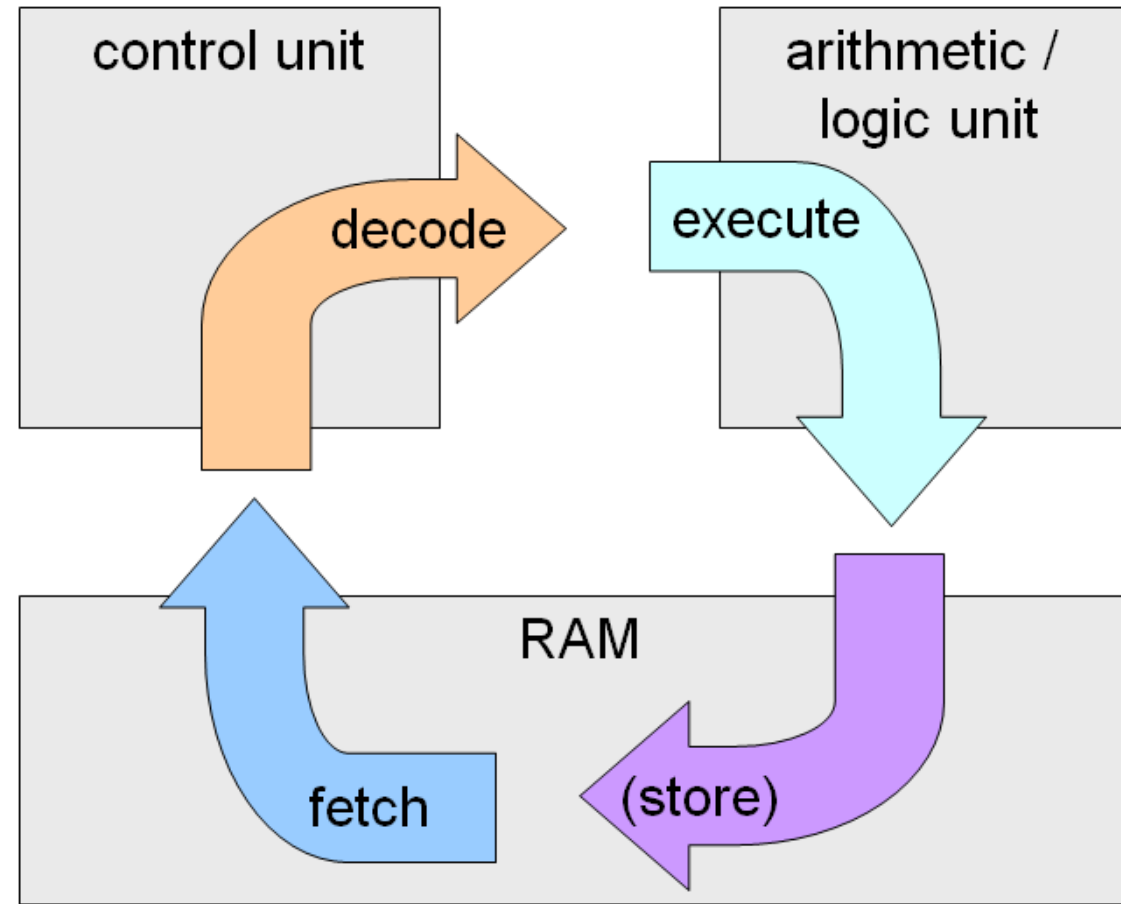 control unit
arithmetic /
logic unit
decode
execute
RAM
fetch
(store)